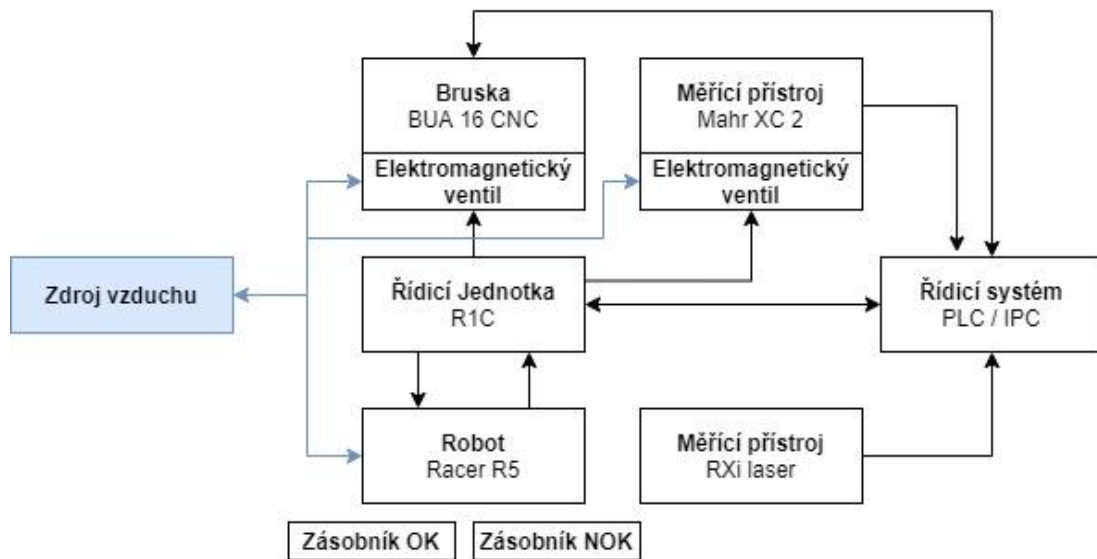 Bruska
BUA 16 CNC
Elektromagnetický
ventil
Měřící přístroj
Mahr XC 2
Elektromagnetický
ventil
Zdroj vzduchu
Řídicí Jednotka
R1C
Řídicí systém
PLC / IPC
Robot
Racer R5
Měřící přístroj
RXi laser
Zásobník OK
Zásobník NOK